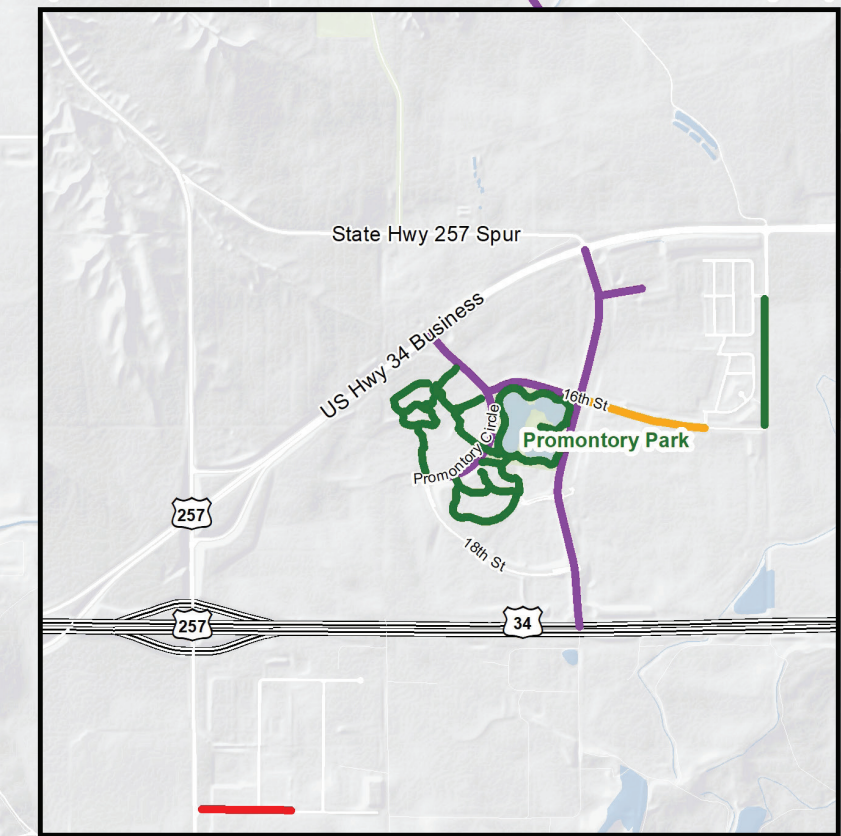 State Hwy 257 Spur
US Hwy 34 Business
16th St
Promontory Circle
Promontory Park
257
18th St
257
34